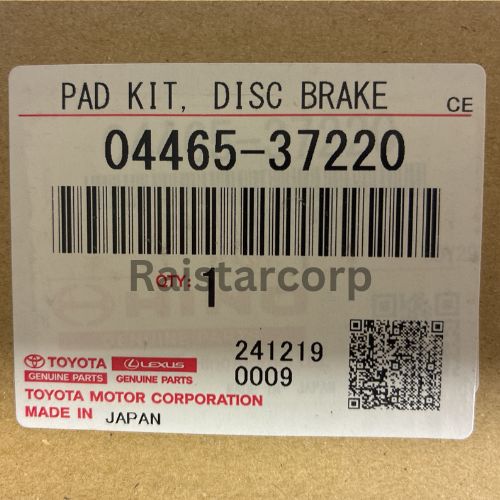 PAD KIT, DISC BRAKE CE
04465-37220
Raistarcorp
QTY: 1
TOYOTA LEXUS
GENUINE PARTS GENUINE PARTS
241219
0009
TOYOTA MOTOR CORPORATION
MADE IN JAPAN